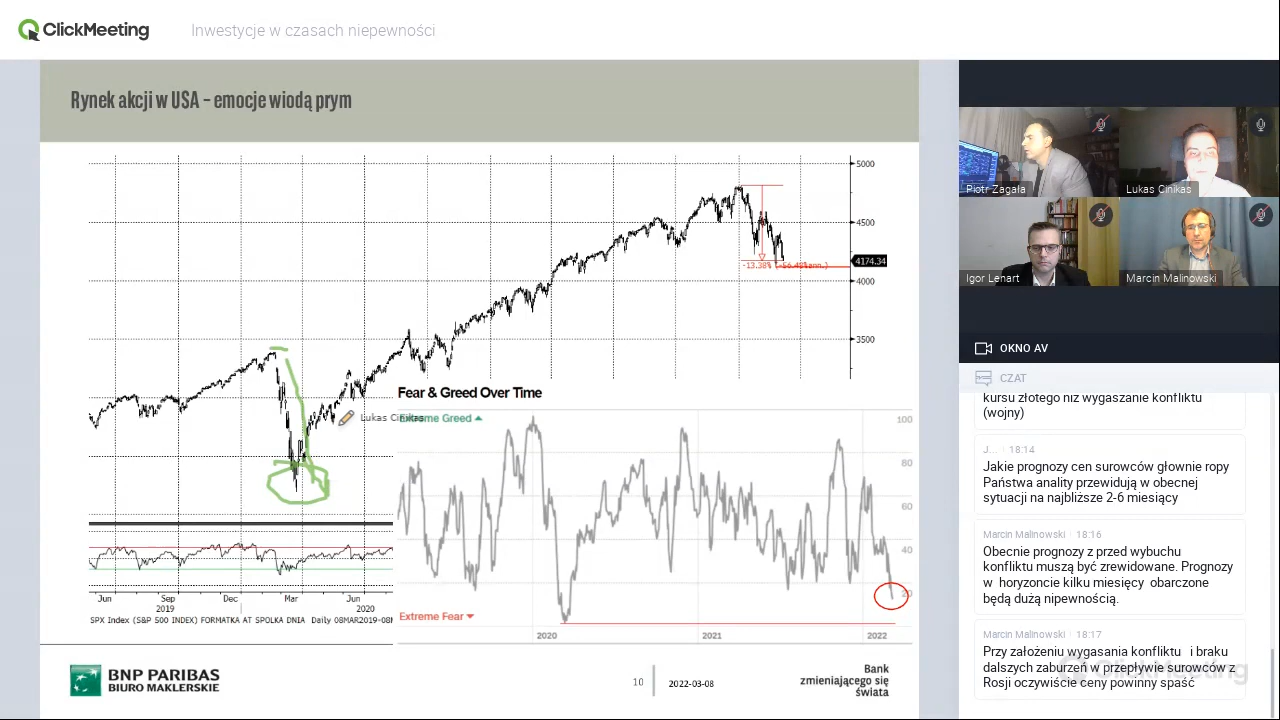 ClickMeeting
Inwestycje w czasach niepewności
Rynek akcji w USA – emocje wiodą prym
5000
4500
4174.34
4000
3500
Fear & Greed Over Time
Lukas Cinikas
Extreme Greed
100
80
60
40
20
Extreme Fear
2020
2021
2022
Jun
Sep
Dec
Mar
Jun
2019
2020
SPX Index (S&P 500 INDEX) FORMATKA AT SPOLKA DNIA Daily 08MAR2019-08
BNP PARIBAS
BIURO MAKLERSKIE
10
2022-03-08
Bank
zmieniającego się
świata
Piotr Zagała
Lukas Cinikas
Igor Lenart
Marcin Malinowski
OKNO AV
CZAT
kursu złotego niż wygaszanie konfliktu
(wojny)
J... 18:14
Jakie prognozy cen surowców głownie ropy
Państwa anality przewidują w obecnej
sytuacji na najbliższe 2-6 miesiący
Marcin Malinowski 18:16
Obecnie prognozy z przed wybuchu
konfliktu muszą być zrewidowane. Prognozy
w horyzoncie kilku miesięcy obarczone
będą dużą nipewnością.
Marcin Malinowski 18:17
Przy założeniu wygasania konfliktu i braku
dalszych zaburzeń w przepływie surowców z
Rosji oczywiście ceny powinny spaść
ClickMeeting